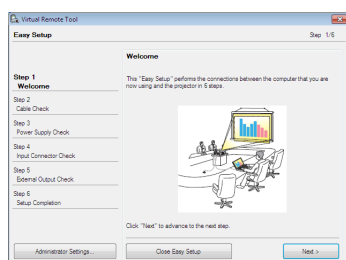 Virtual Remote Tool
Easy Setup
Step 1/6
Step 1
Welcome
Step 2
Cable Check
Step 3
Power Supply Check
Step 4
Input Connector Check
Step 5
External Output Check
Step 6
Setup Completion
Welcome
This "Easy Setup" performs the connections between the computer that you are
now using and the projector in 6 steps.
Click "Next" to advance to the next step.
Administrator Settings...
Close Easy Setup
Next >